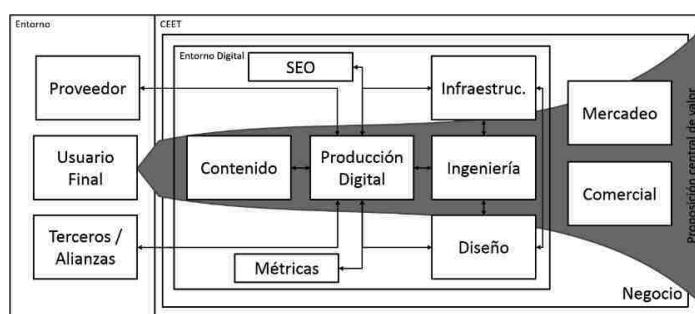 Entorno
CEET
Entorno Digital
SEO
Proveedor
Infraestruc.
Mercadeo
Usuario
Final
Contenido
Producción
Digital
Ingeniería
Comercial
Terceros /
Alianzas
Métricas
Diseño
Negocio
Proposición central de valor